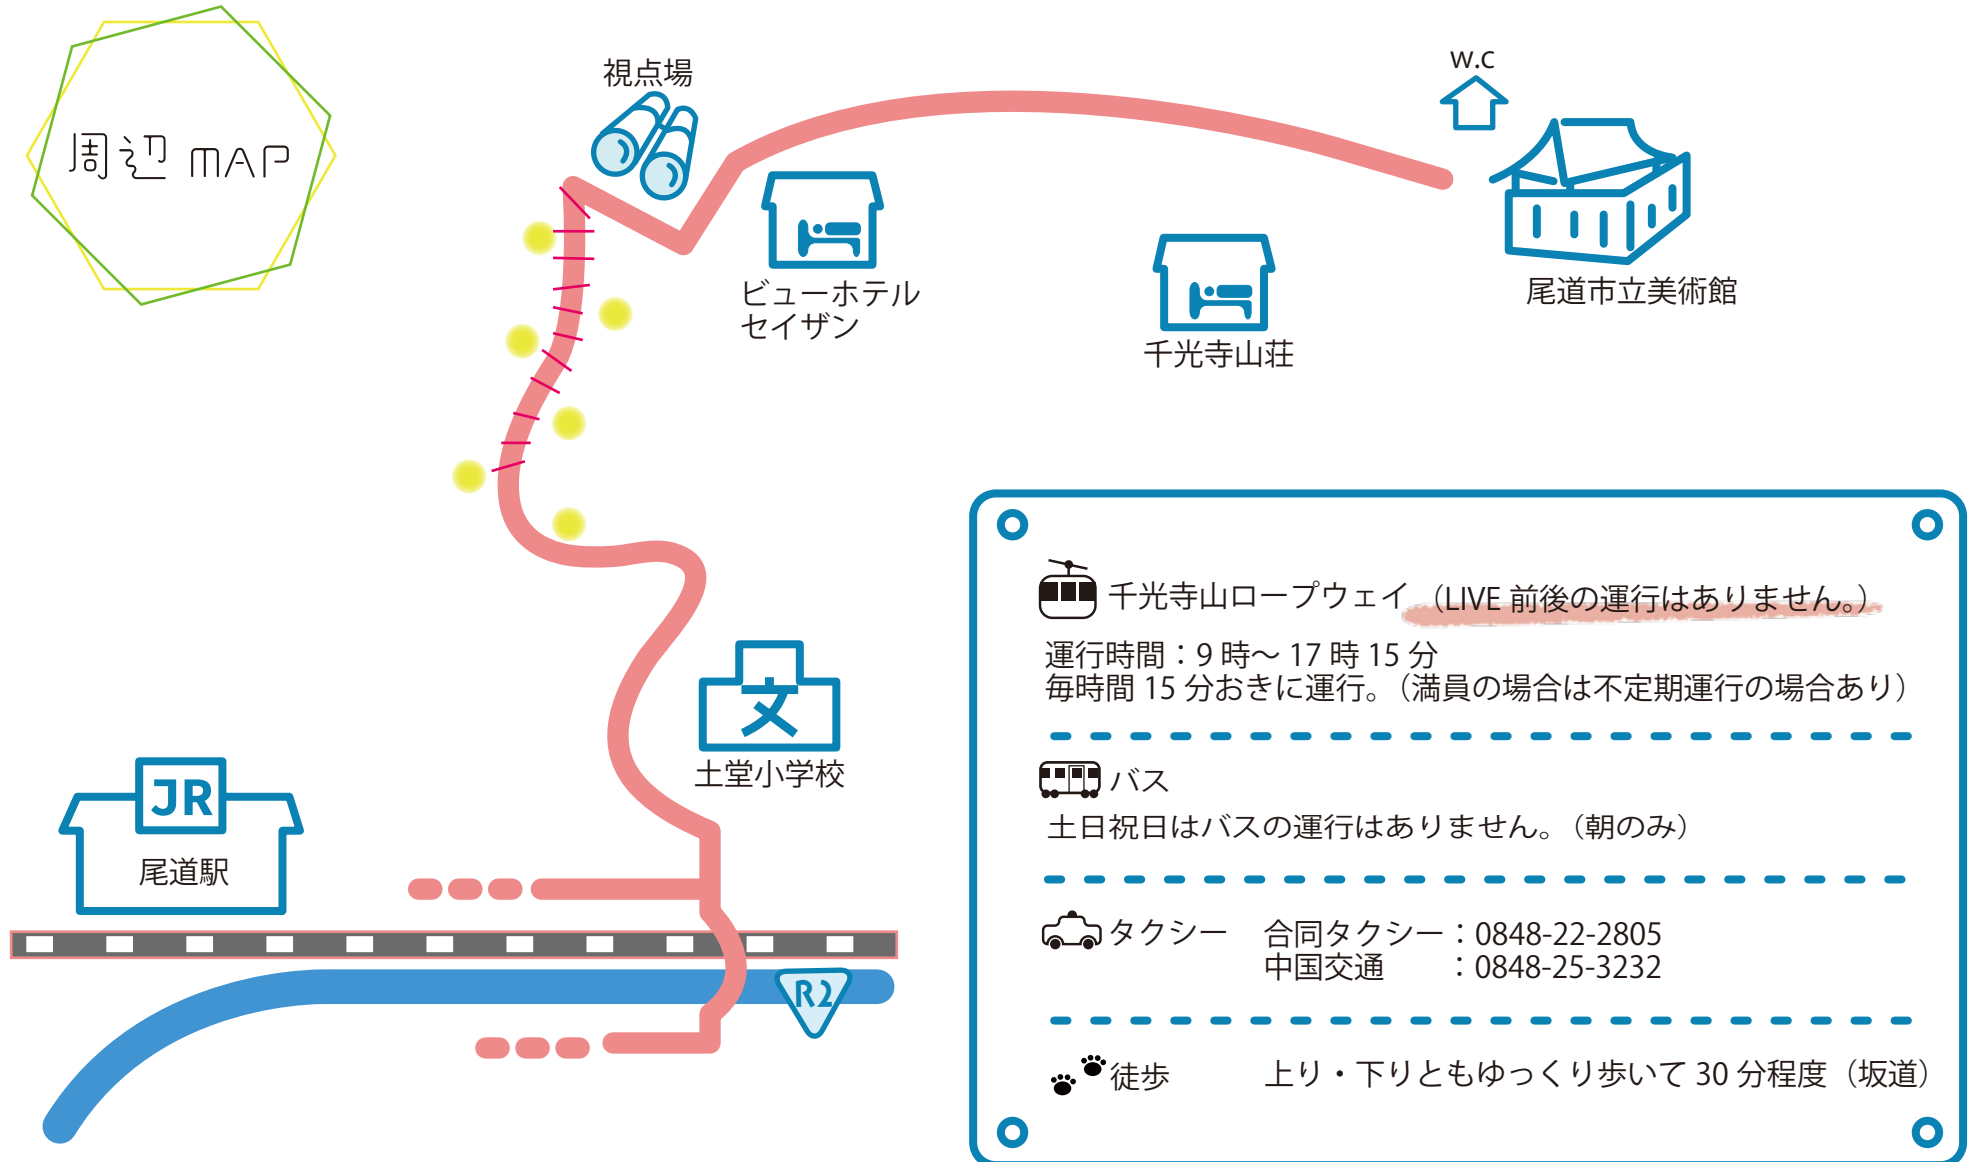 周辺 MAP
視点場
w.c
ビューホテル
セイザン
千光寺山荘
尾道市立美術館
文
土堂小学校
JR
尾道駅
R2
千光寺山ロープウェイ（LIVE 前後の運行はありません。）
運行時間：9 時～ 17 時 15 分
毎時間 15 分おきに運行。（満員の場合は不定期運行の場合あり）
バス
土日祝日はバスの運行はありません。（朝のみ）
タクシー 合同タクシー：0848-22-2805
中国交通 ：0848-25-3232
徒歩 上り・下りともゆっくり歩いて 30 分程度（坂道）